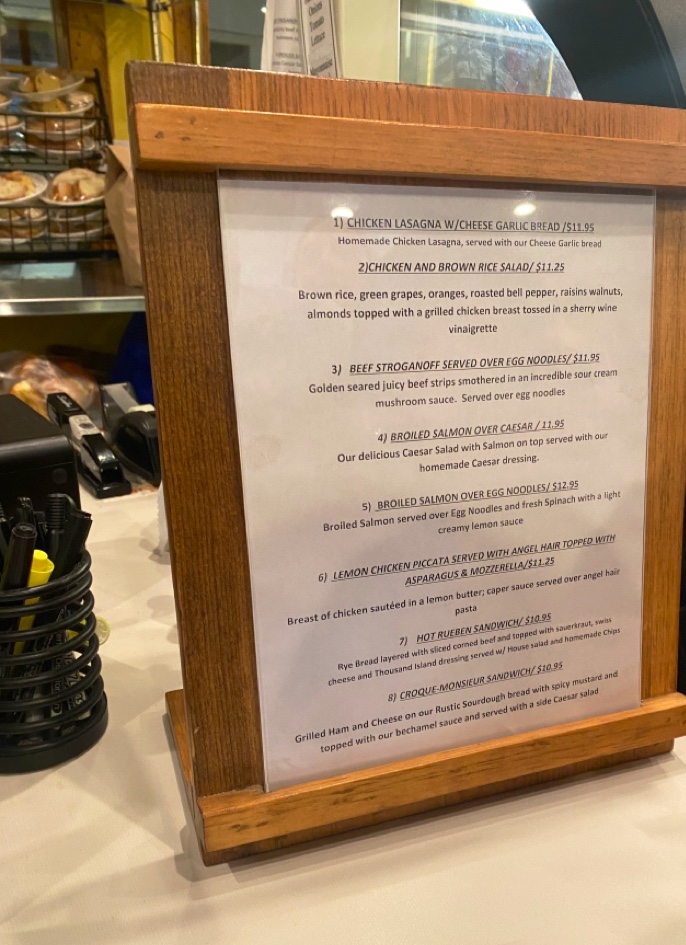 1) CHICKEN LASAGNA W/CHEESE GARLIC BREAD /$11.95
Homemade Chicken Lasagna, served with our Cheese Garlic bread
2)CHICKEN AND BROWN RICE SALAD/ $11.25
Brown rice, green grapes, oranges, roasted bell pepper, raisins walnuts,
almonds topped with a grilled chicken breast tossed in a sherry wine
vinaigrette
3) BEEF STROGANOFF SERVED OVER EGG NOODLES/ $11.95
Golden seared juicy beef strips smothered in an incredible sour cream
mushroom sauce. Served over egg noodles
4) BROILED SALMON OVER CAESAR / 11.95
Our delicious Caesar Salad with Salmon on top served with our
homemade Caesar dressing.
5) BROILED SALMON OVER EGG NOODLES/ $12.95
Broiled Salmon served over Egg Noodles and fresh Spinach with a light
creamy lemon sauce
6) LEMON CHICKEN PICCATA SERVED WITH ANGEL HAIR TOPPED WITH
ASPARAGUS & MOZZERELLA/$11.25
Breast of chicken sautéed in a lemon butter; caper sauce served over angel hair
pasta
7) HOT RUEBEN SANDWICH/ $10.95
Rye Bread layered with sliced corned beef and topped with sauerkraut, swiss
cheese and Thousand Island dressing served w/ House salad and homemade Chips
8) CROQUE-MONSIEUR SANDWICH/ $10.95
Grilled Ham and Cheese on our Rustic Sourdough bread with spicy mustard and
topped with our bechamel sauce and served with a side Caesar salad